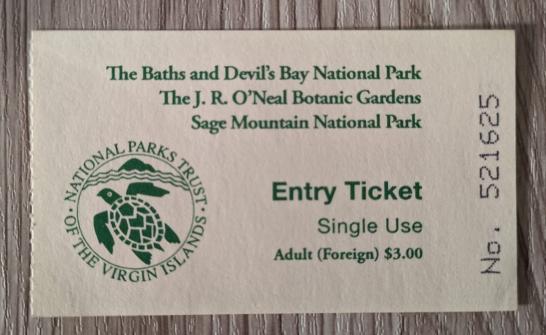 The Baths and Devil's Bay National Park
The J. R. O'Neal Botanic Gardens
Sage Mountain National Park
NATIONAL PARKS TRUST
• OF THE VIRGIN ISLANDS •
Entry Ticket
Single Use
Adult (Foreign) $3.00
No. 521625